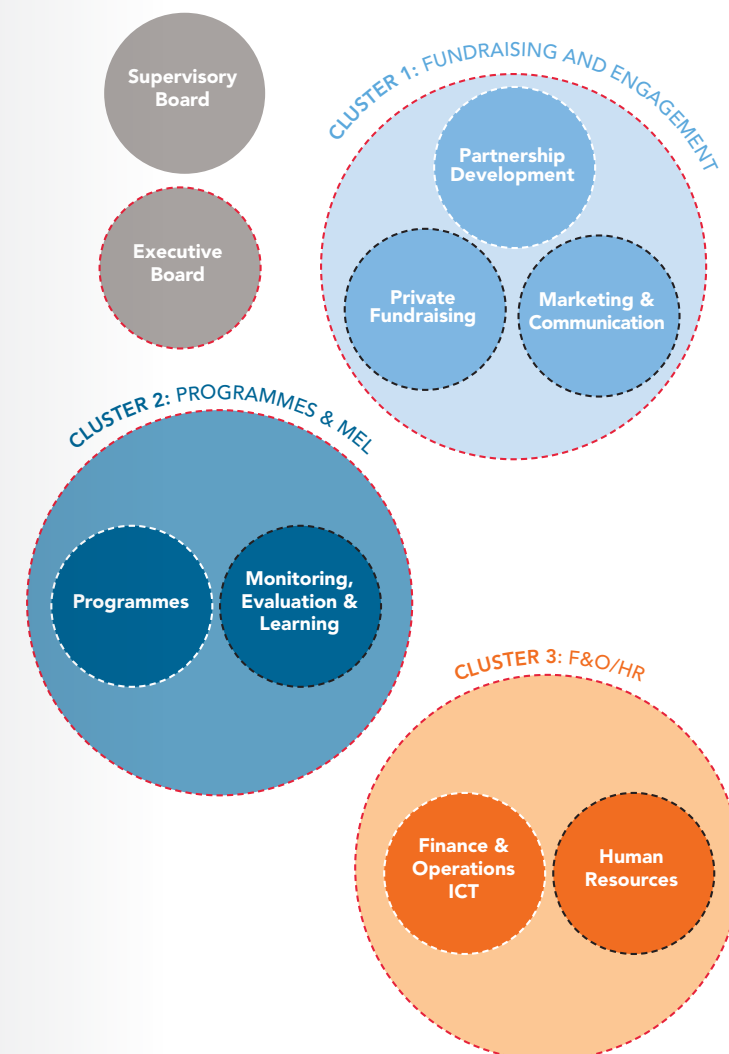 Supervisory
Board
Executive
Board
CLUSTER 1: FUNDRAISING AND ENGAGEMENT
Partnership
Development
Private
Fundraising
Marketing &
Communication
CLUSTER 2: PROGRAMMES & MEL
Programmes
Monitoring,
Evaluation &
Learning
CLUSTER 3: F&O/HR
Finance &
Operations
ICT
Human
Resources